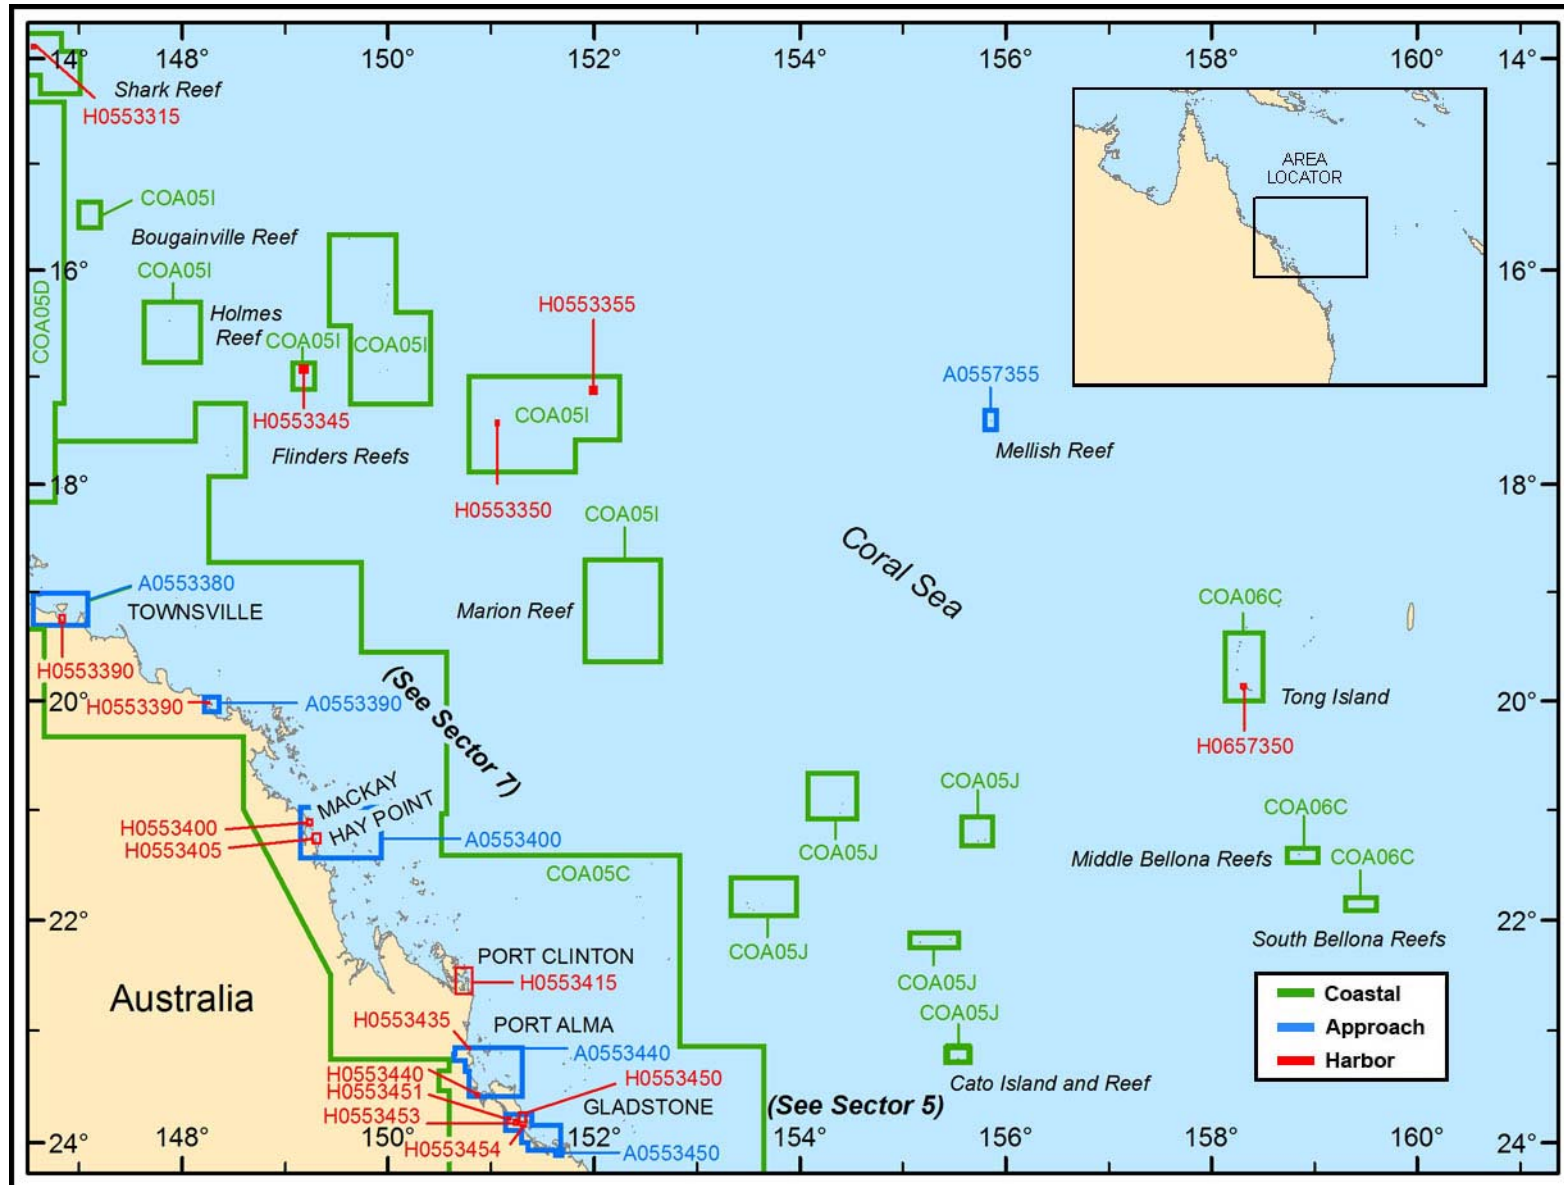 14° 148° 150° 152° 154° 156° 158° 160° 14°
Shark Reef
H0553315
AREA
LOCATOR
COA05I
Bougainville Reef
COA05I
16° 16°
COA05D
Holmes
Reef
COA05I
COA05I
H0553355
H0553345
COA05I
A0557355
Mellish Reef
Flinders Reefs
18° 18°
H0553350
COA05I
Coral Sea
A0553380
TOWNSVILLE
Marion Reef
COA06C
H0553390
(See Sector 7)
20° 20°
H0553390
A0553390
Tong Island
H0657350
MACKAY
HAY POINT
H0553400
H0553405
A0553400
COA05J
COA05J
COA06C
Middle Bellona Reefs
COA06C
COA05C
22° 22°
COA05J
South Bellona Reefs
PORT CLINTON
H0553415
COA05J
COA05J
Australia
Coastal
Approach
Harbor
H0553435
PORT ALMA
A0553440
H0553440
H0553451
H0553450
Cato Island and Reef
H0553453
GLADSTONE
(See Sector 5)
H0553454
A0553450
24° 148° 150° 152° 154° 156° 158° 160° 24°